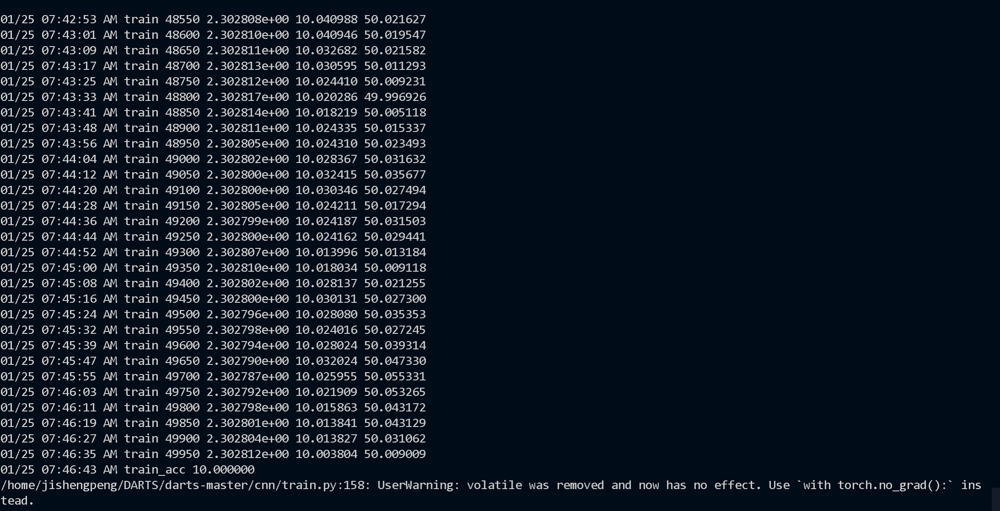 01/25 07:42:53 AM train 48550 2.302808e+00 10.040988 50.021627
01/25 07:43:01 AM train 48600 2.302810e+00 10.040946 50.019547
01/25 07:43:09 AM train 48650 2.302811e+00 10.032682 50.021582
01/25 07:43:17 AM train 48700 2.302813e+00 10.030595 50.011293
01/25 07:43:25 AM train 48750 2.302812e+00 10.024410 50.009231
01/25 07:43:33 AM train 48800 2.302817e+00 10.020286 49.996926
01/25 07:43:41 AM train 48850 2.302814e+00 10.018219 50.005118
01/25 07:43:48 AM train 48900 2.302811e+00 10.024335 50.015337
01/25 07:43:56 AM train 48950 2.302805e+00 10.024310 50.023493
01/25 07:44:04 AM train 49000 2.302802e+00 10.028367 50.031632
01/25 07:44:12 AM train 49050 2.302800e+00 10.032415 50.035677
01/25 07:44:20 AM train 49100 2.302800e+00 10.030346 50.027494
01/25 07:44:28 AM train 49150 2.302805e+00 10.024211 50.017294
01/25 07:44:36 AM train 49200 2.302799e+00 10.024187 50.031503
01/25 07:44:44 AM train 49250 2.302800e+00 10.024162 50.029441
01/25 07:44:52 AM train 49300 2.302807e+00 10.013996 50.013184
01/25 07:45:00 AM train 49350 2.302810e+00 10.018034 50.009118
01/25 07:45:08 AM train 49400 2.302802e+00 10.028137 50.021255
01/25 07:45:16 AM train 49450 2.302800e+00 10.030131 50.027300
01/25 07:45:24 AM train 49500 2.302796e+00 10.028080 50.035353
01/25 07:45:32 AM train 49550 2.302798e+00 10.024016 50.027245
01/25 07:45:39 AM train 49600 2.302794e+00 10.028024 50.039314
01/25 07:45:47 AM train 49650 2.302790e+00 10.032024 50.047330
01/25 07:45:55 AM train 49700 2.302787e+00 10.025955 50.055331
01/25 07:46:03 AM train 49750 2.302792e+00 10.021909 50.053265
01/25 07:46:11 AM train 49800 2.302798e+00 10.015863 50.043172
01/25 07:46:19 AM train 49850 2.302801e+00 10.013841 50.043129
01/25 07:46:27 AM train 49900 2.302804e+00 10.013827 50.031062
01/25 07:46:35 AM train 49950 2.302812e+00 10.003804 50.009009
01/25 07:46:43 AM train_acc 10.000000
/home/jishengpeng/DARTS/darts-master/cnn/train.py:158: UserWarning: volatile was removed and now has no effect. Use `with torch.no_grad():` ins
tead.